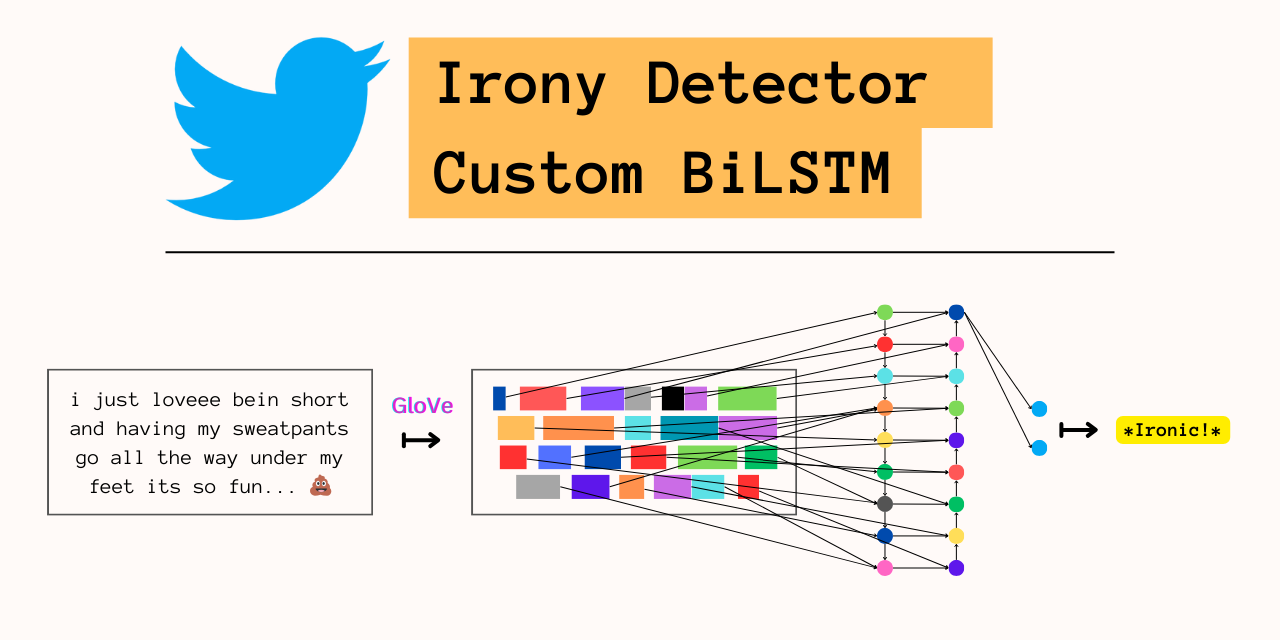 Irony Detector
Custom BiLSTM
i just loveee bein short
and having my sweatpants
go all the way under my
feet its so fun... 💩
GloVe
*Ironic!*